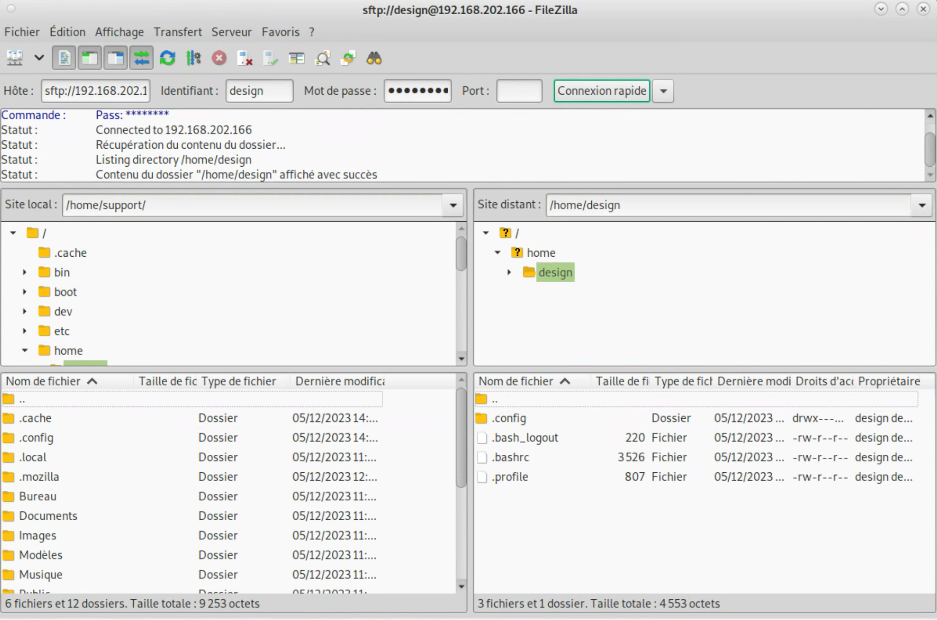 sftp://design@192.168.202.166 - FileZilla
Fichier Édition Affichage Transfert Serveur Favoris ?
Hôte : sftp://192.168.202.1 Identifiant : design Mot de passe : ●●●●●●●● Port : Connexion rapide
Commande : Pass: ********
Statut : Connected to 192.168.202.166
Statut : Récupération du contenu du dossier...
Statut : Listing directory /home/design
Statut : Contenu du dossier "/home/design" affiché avec succès
Site local : /home/support/
/
.cache
bin
boot
dev
etc
home
Site distant : /home/design
? /
? home
design
Nom de fichier Taille de fic Type de fichier Dernière modifica
..
.cache Dossier 05/12/2023 14:...
.config Dossier 05/12/2023 14:...
.local Dossier 05/12/2023 11:...
.mozilla Dossier 05/12/2023 12:...
Bureau Dossier 05/12/2023 11:...
Documents Dossier 05/12/2023 11:...
Images Dossier 05/12/2023 11:...
Modèles Dossier 05/12/2023 11:...
Musique Dossier 05/12/2023 11:...
Public Dossier 05/12/2023 11:...
6 fichiers et 12 dossiers. Taille totale : 9 253 octets
Nom de fichier Taille de fi Type de fich Dernière modi Droits d'acc Propriétaire
..
.config Dossier 05/12/2023 ... drwx---... design de...
.bash_logout 220 Fichier 05/12/2023 ... -rw-r--r-- design de...
.bashrc 3 526 Fichier 05/12/2023 ... -rw-r--r-- design de...
.profile 807 Fichier 05/12/2023 ... -rw-r--r-- design de...
3 fichiers et 1 dossier. Taille totale : 4 553 octets